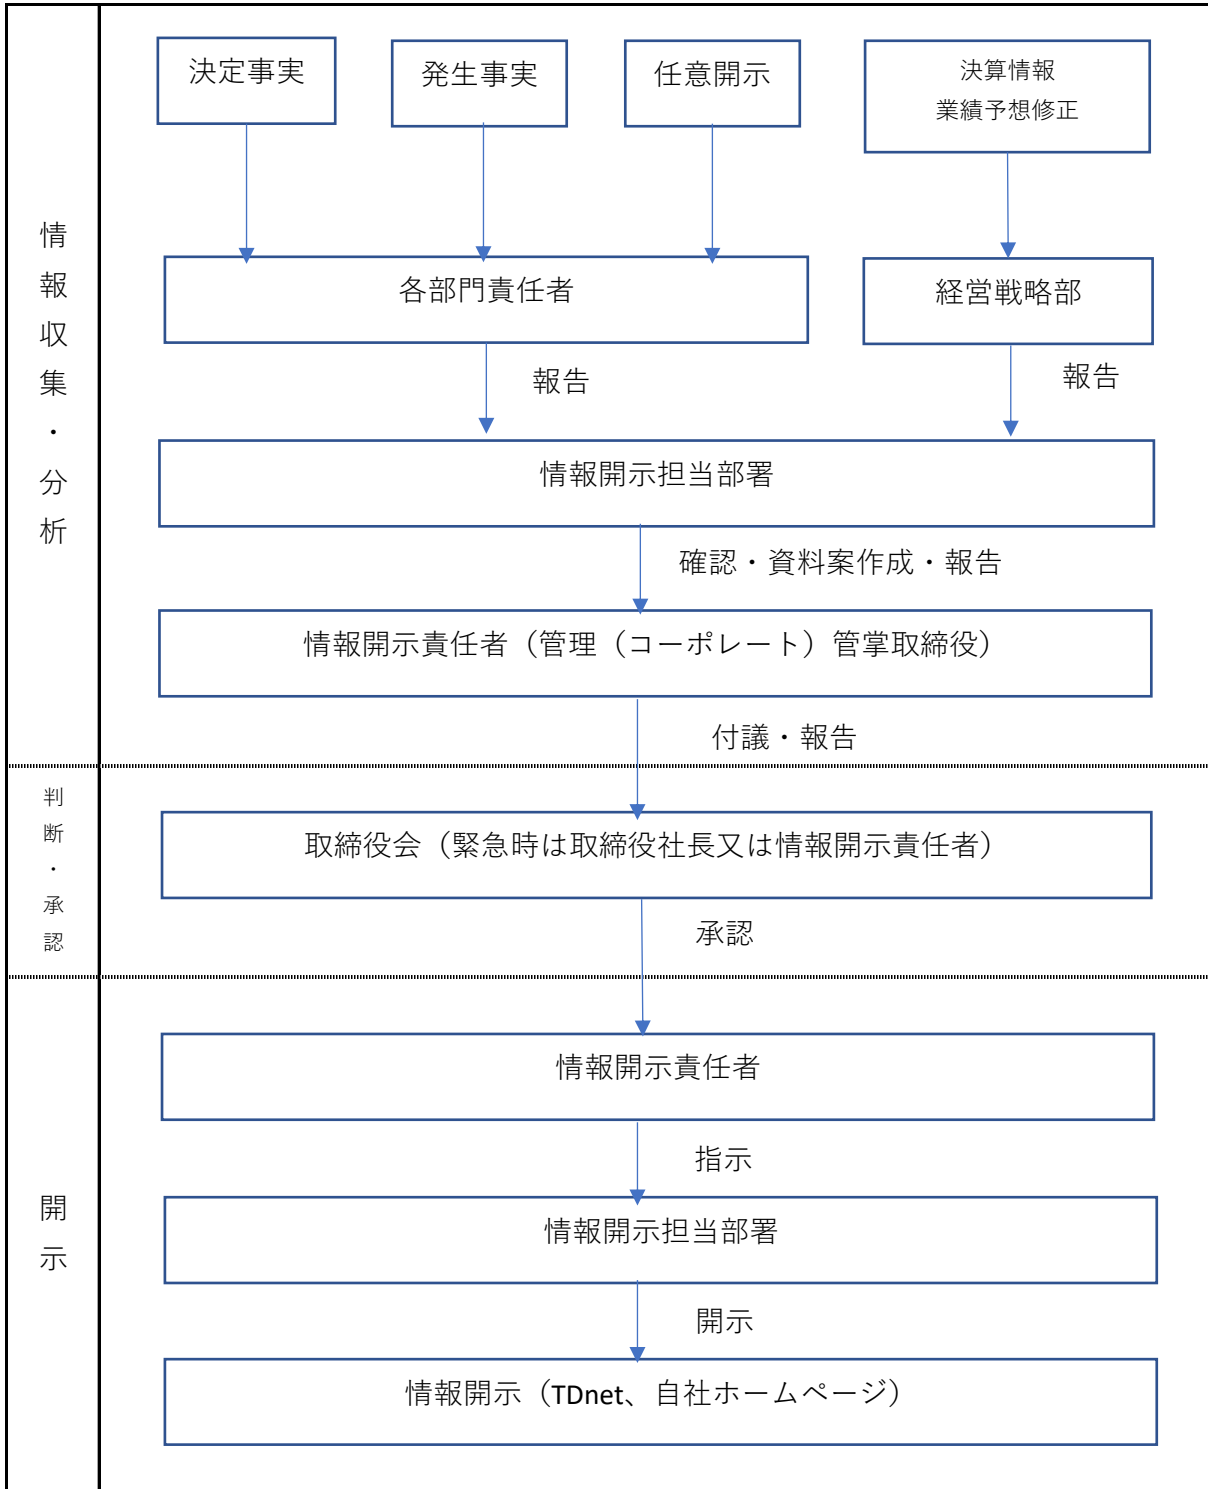 情報収集・分析
決定事実
発生事実
任意開示
決算情報
業績予想修正
各部門責任者
経営戦略部
報告
報告
情報開示担当部署
確認・資料案作成・報告
情報開示責任者（管理（コーポレート）管掌取締役）
付議・報告
判断・承認
取締役会（緊急時は取締役社長又は情報開示責任者）
承認
開示
情報開示責任者
指示
情報開示担当部署
開示
情報開示（TDnet、自社ホームページ）